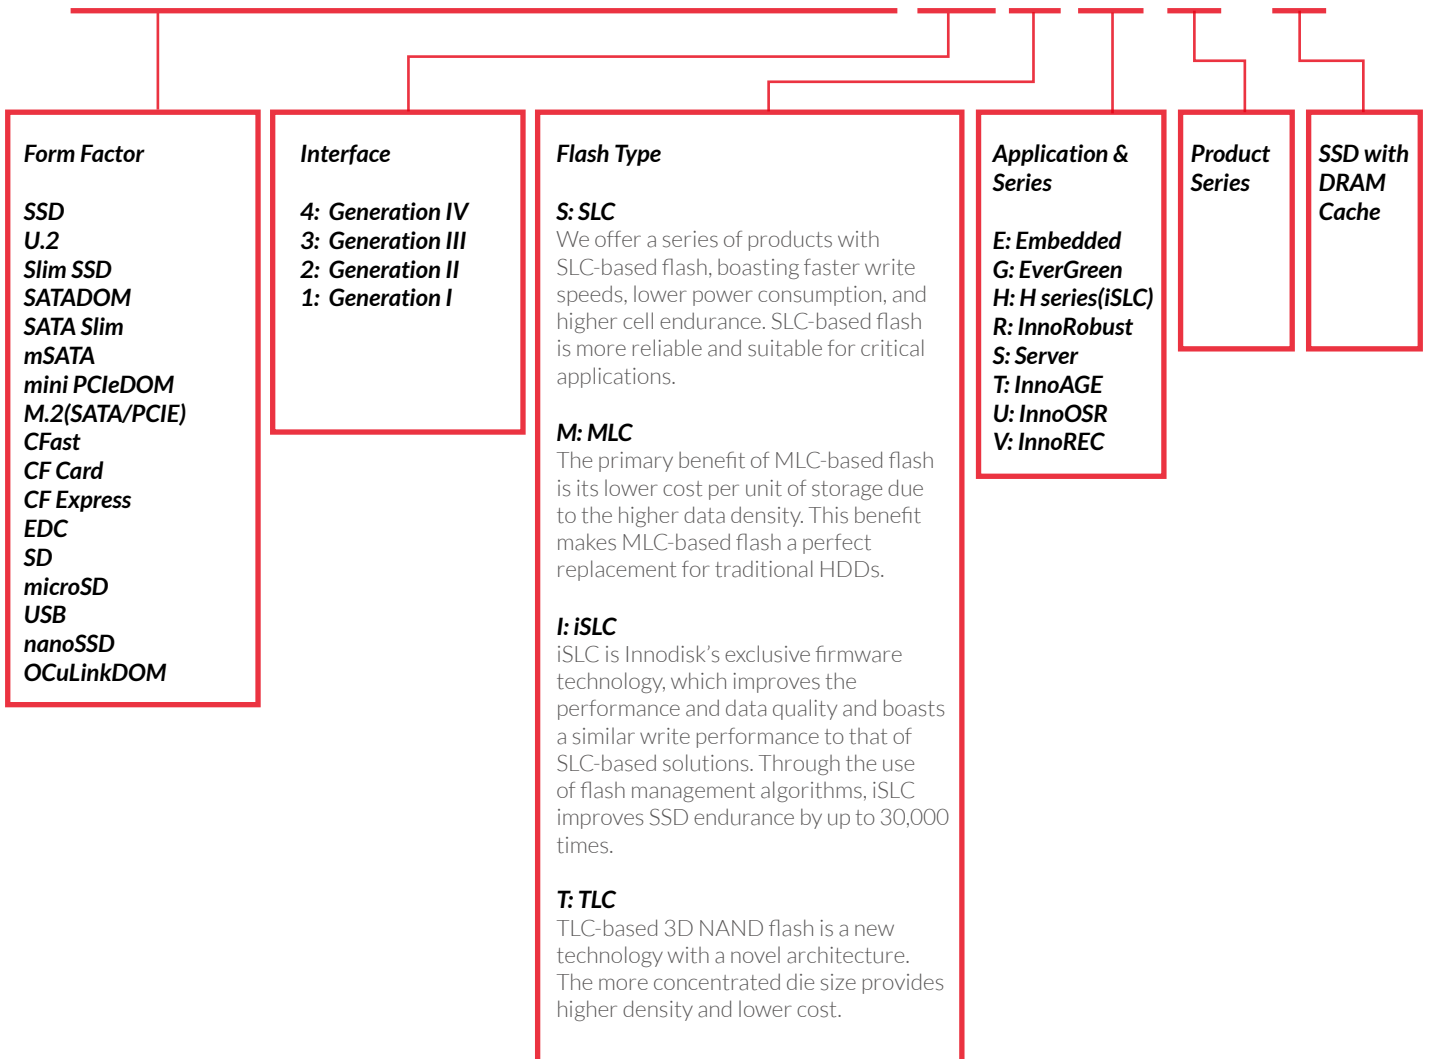 Form Factor
SSD
U.2
Slim SSD
SATADOM
SATA Slim
mSATA
mini PCIeDOM
M.2(SATA/PCIE)
CFast
CF Card
CF Express
EDC
SD
microSD
USB
nanoSSD
OCuLinkDOM
Interface
4: Generation IV
3: Generation III
2: Generation II
1: Generation I
Flash Type
S: SLC
We offer a series of products with
SLC-based flash, boasting faster write
speeds, lower power consumption, and
higher cell endurance. SLC-based flash
is more reliable and suitable for critical
applications.
M: MLC
The primary benefit of MLC-based flash
is its lower cost per unit of storage due
to the higher data density. This benefit
makes MLC-based flash a perfect
replacement for traditional HDDs.
I: iSLC
iSLC is Innodisk’s exclusive firmware
technology, which improves the
performance and data quality and boasts
a similar write performance to that of
SLC-based solutions. Through the use
of flash management algorithms, iSLC
improves SSD endurance by up to 30,000
times.
T: TLC
TLC-based 3D NAND flash is a new
technology with a novel architecture.
The more concentrated die size provides
higher density and lower cost.
Application &
Series
E: Embedded
G: EverGreen
H: H series(iSLC)
R: InnoRobust
S: Server
T: InnoAGE
U: InnoOSR
V: InnoREC
Product
Series
SSD with
DRAM
Cache